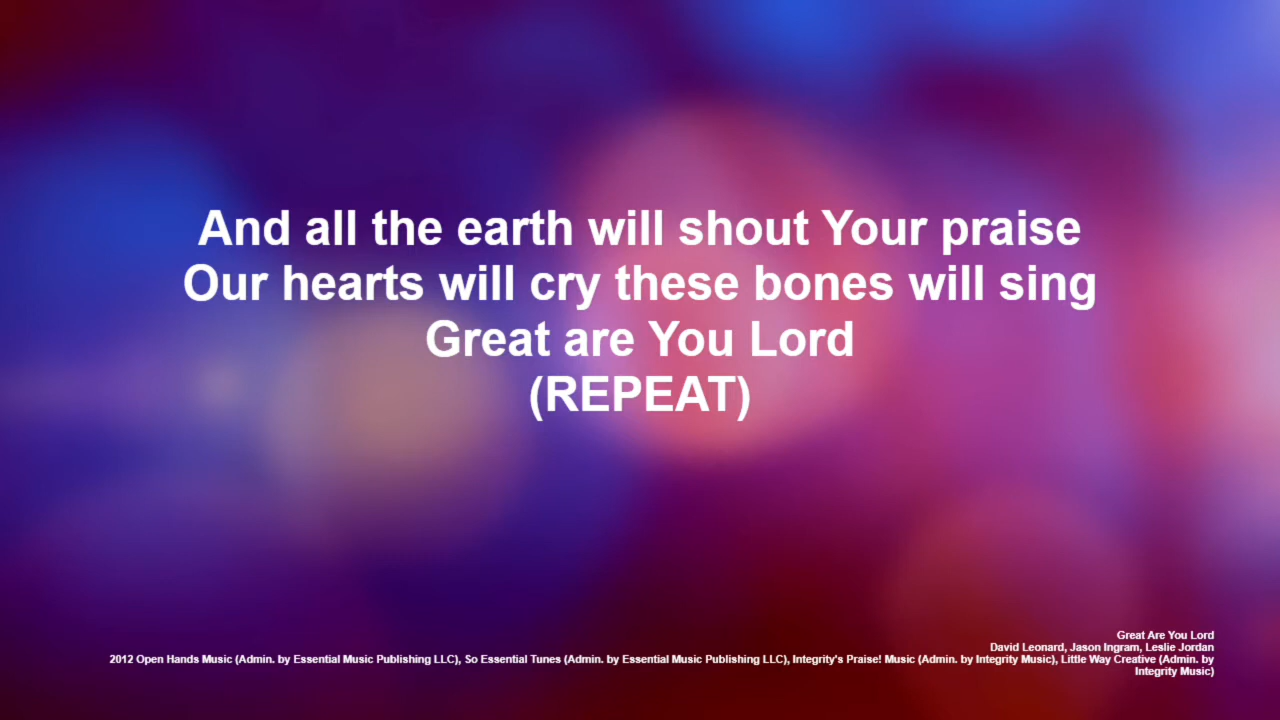 And all the earth will shout Your praise
Our hearts will cry these bones will sing
Great are You Lord
(REPEAT)
Great Are You Lord
David Leonard, Jason Ingram, Leslie Jordan
2012 Open Hands Music (Admin. by Essential Music Publishing LLC), So Essential Tunes (Admin. by Essential Music Publishing LLC), Integrity's Praise! Music (Admin. by Integrity Music), Little Way Creative (Admin. by
Integrity Music)